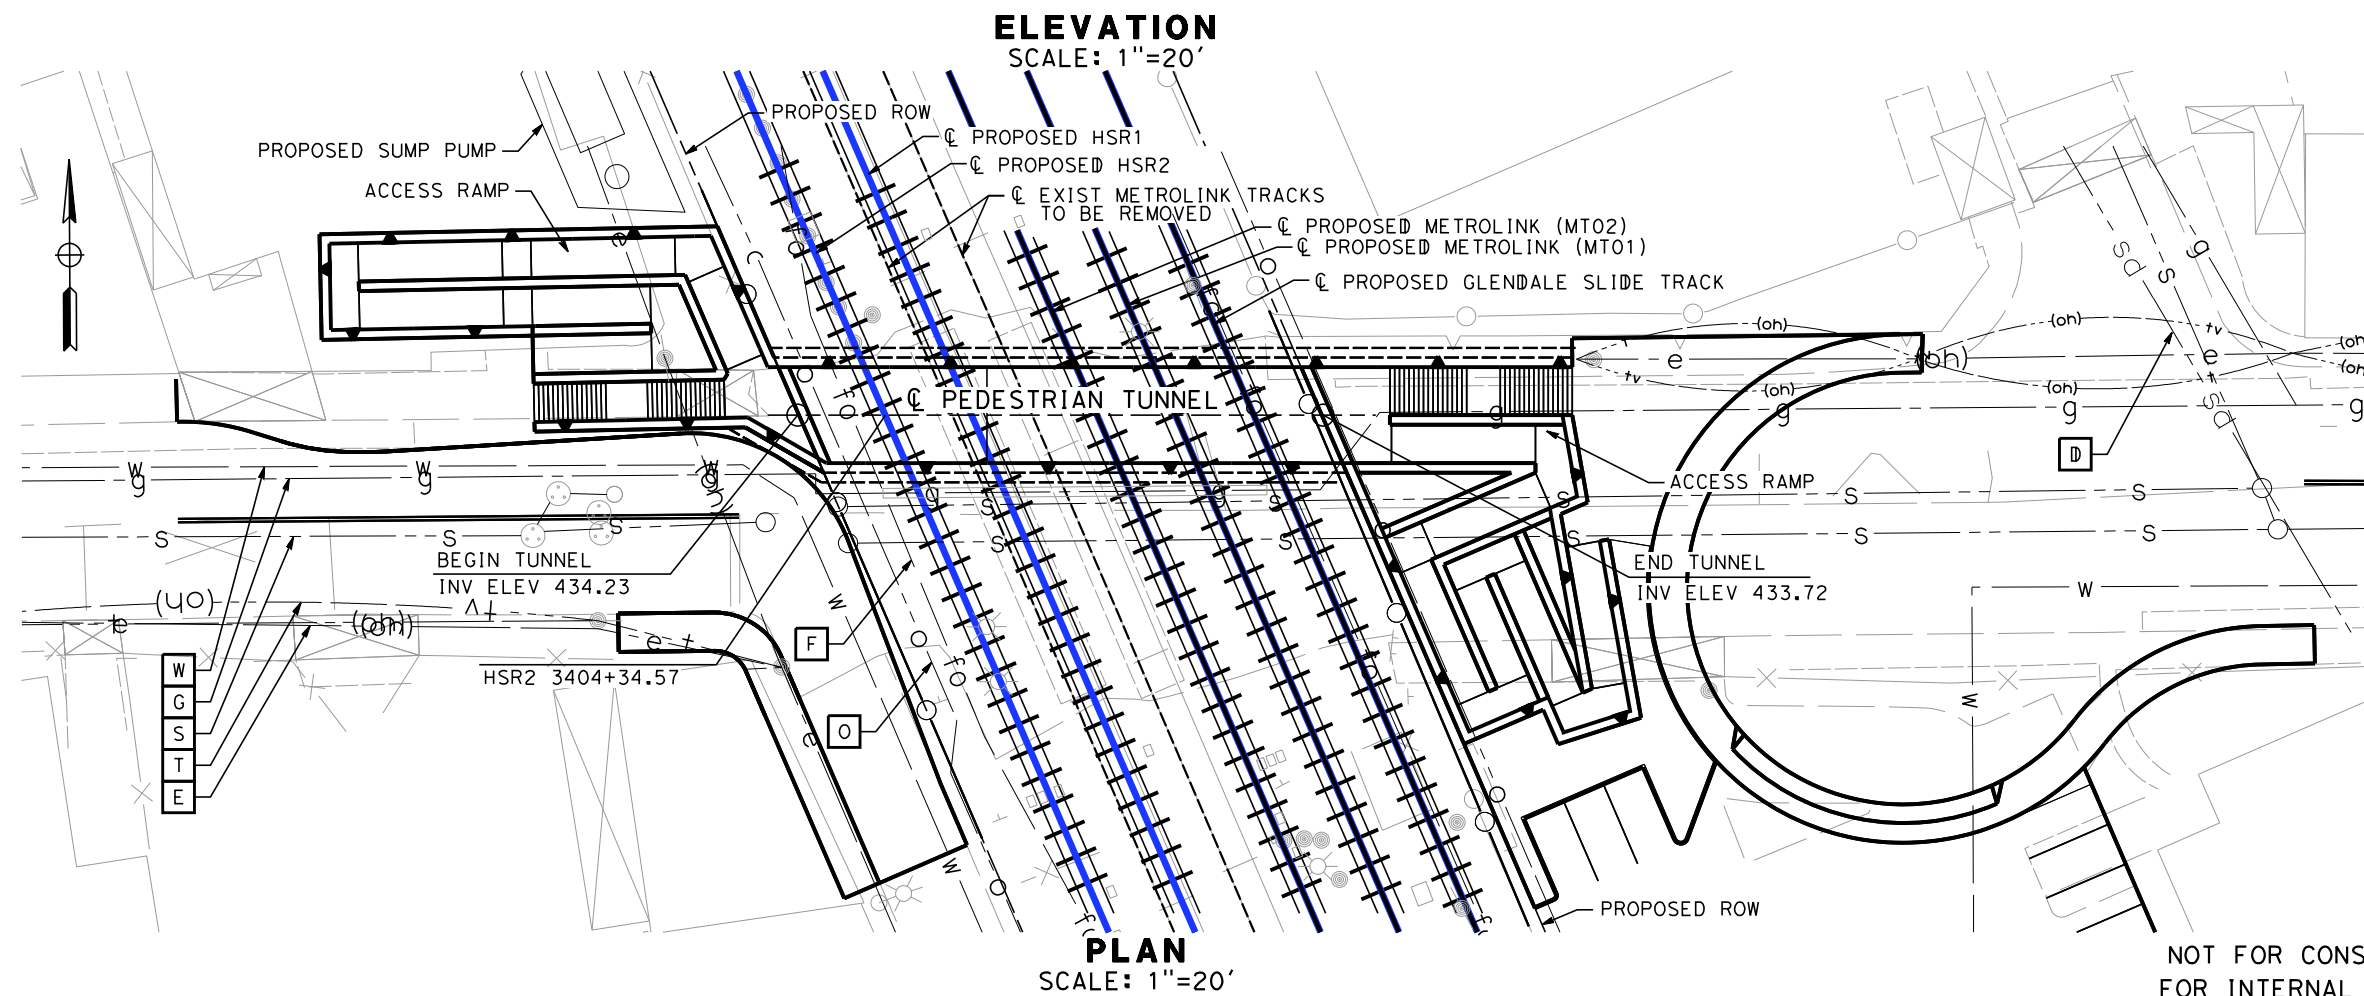 ELEVATION
SCALE: 1"=20'
PROPOSED ROW
℄ PROPOSED HSR1
PROPOSED SUMP PUMP
℄ PROPOSED HSR2
ACCESS RAMP
℄ EXIST METROLINK TRACKS
TO BE REMOVED
℄ PROPOSED METROLINK (MT02)
℄ PROPOSED METROLINK (MT01)
℄ PROPOSED GLENDALE SLIDE TRACK
℄ PEDESTRIAN TUNNEL
D
ACCESS RAMP
BEGIN TUNNEL
INV ELEV 434.23
END TUNNEL
INV ELEV 433.72
F
HSR2 3404+34.57
O
W
G
S
T
E
PROPOSED ROW
PLAN
SCALE: 1"=20'
NOT FOR CONS
FOR INTERNAL